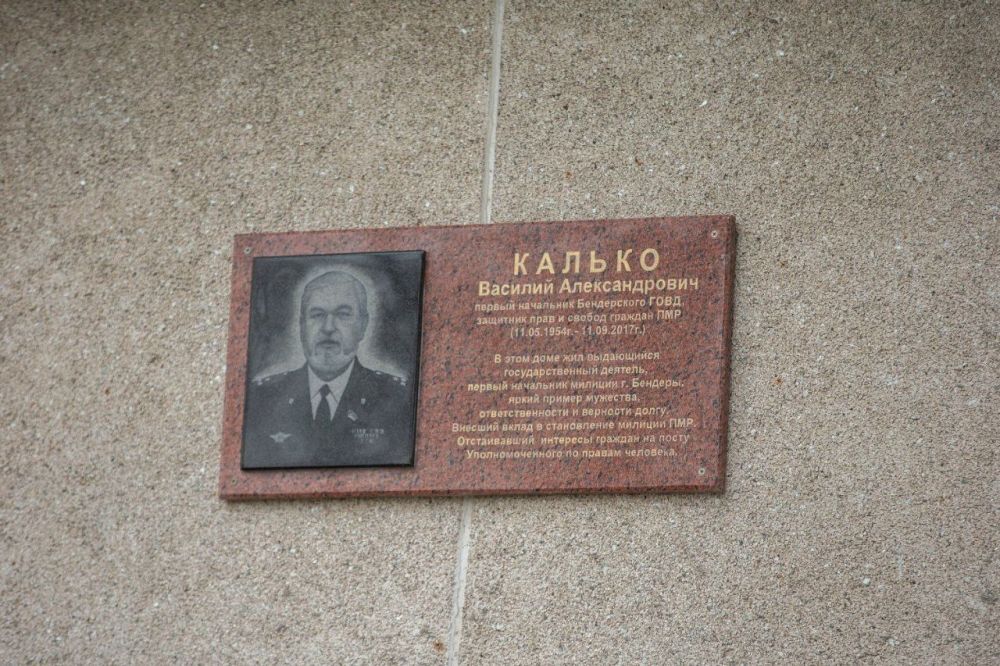 КАЛЬКО
Василий Александрович
первый начальник Бендерского ГОВД,
защитник прав и свобод граждан ПМР
(11.05.1954г.- 11.09.2017г.)
В этом доме жил выдающийся
государственный деятель,
первый начальник милиции г. Бендеры,
яркий пример мужества,
ответственности и верности долгу.
Внесший вклад в становление милиции ПМР.
Отстаивавший интересы граждан на посту
Уполномоченного по правам человека.